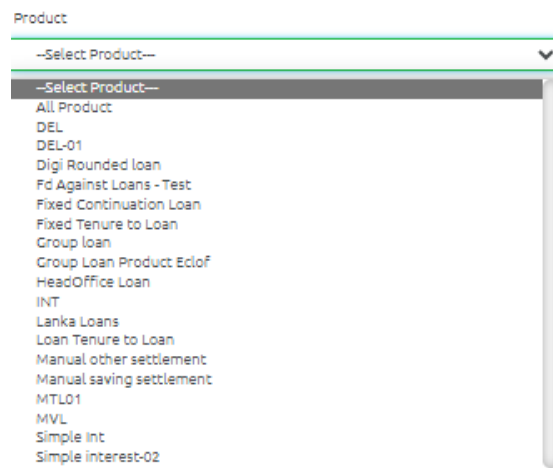 Product
--Select Product---
--Select Product---
All Product
DEL
DEL-01
Digi Rounded loan
Fd Against Loans - Test
Fixed Continuation Loan
Fixed Tenure to Loan
Group loan
Group Loan Product Eclof
HeadOffice Loan
INT
Lanka Loans
Loan Tenure to Loan
Manual other settlement
Manual saving settlement
MTL01
MVL
Simple Int
Simple interest-02